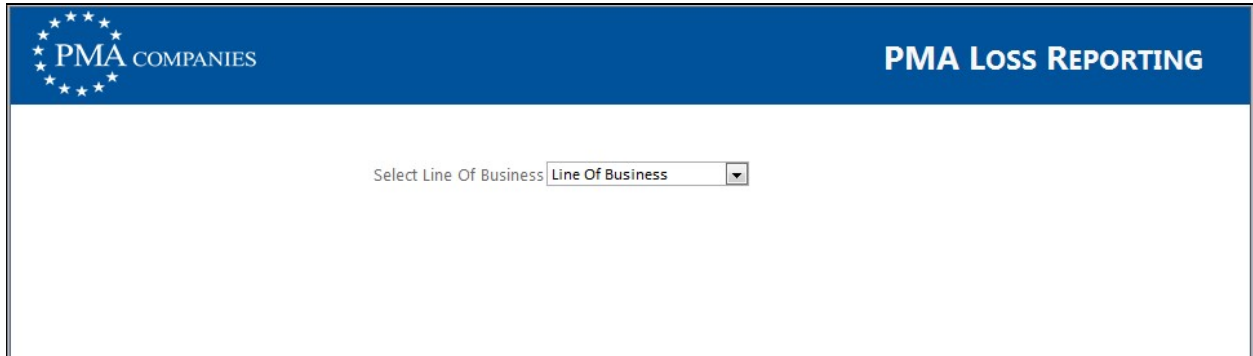 PMA COMPANIES
PMA LOSS REPORTING
Select Line Of Business Line Of Business